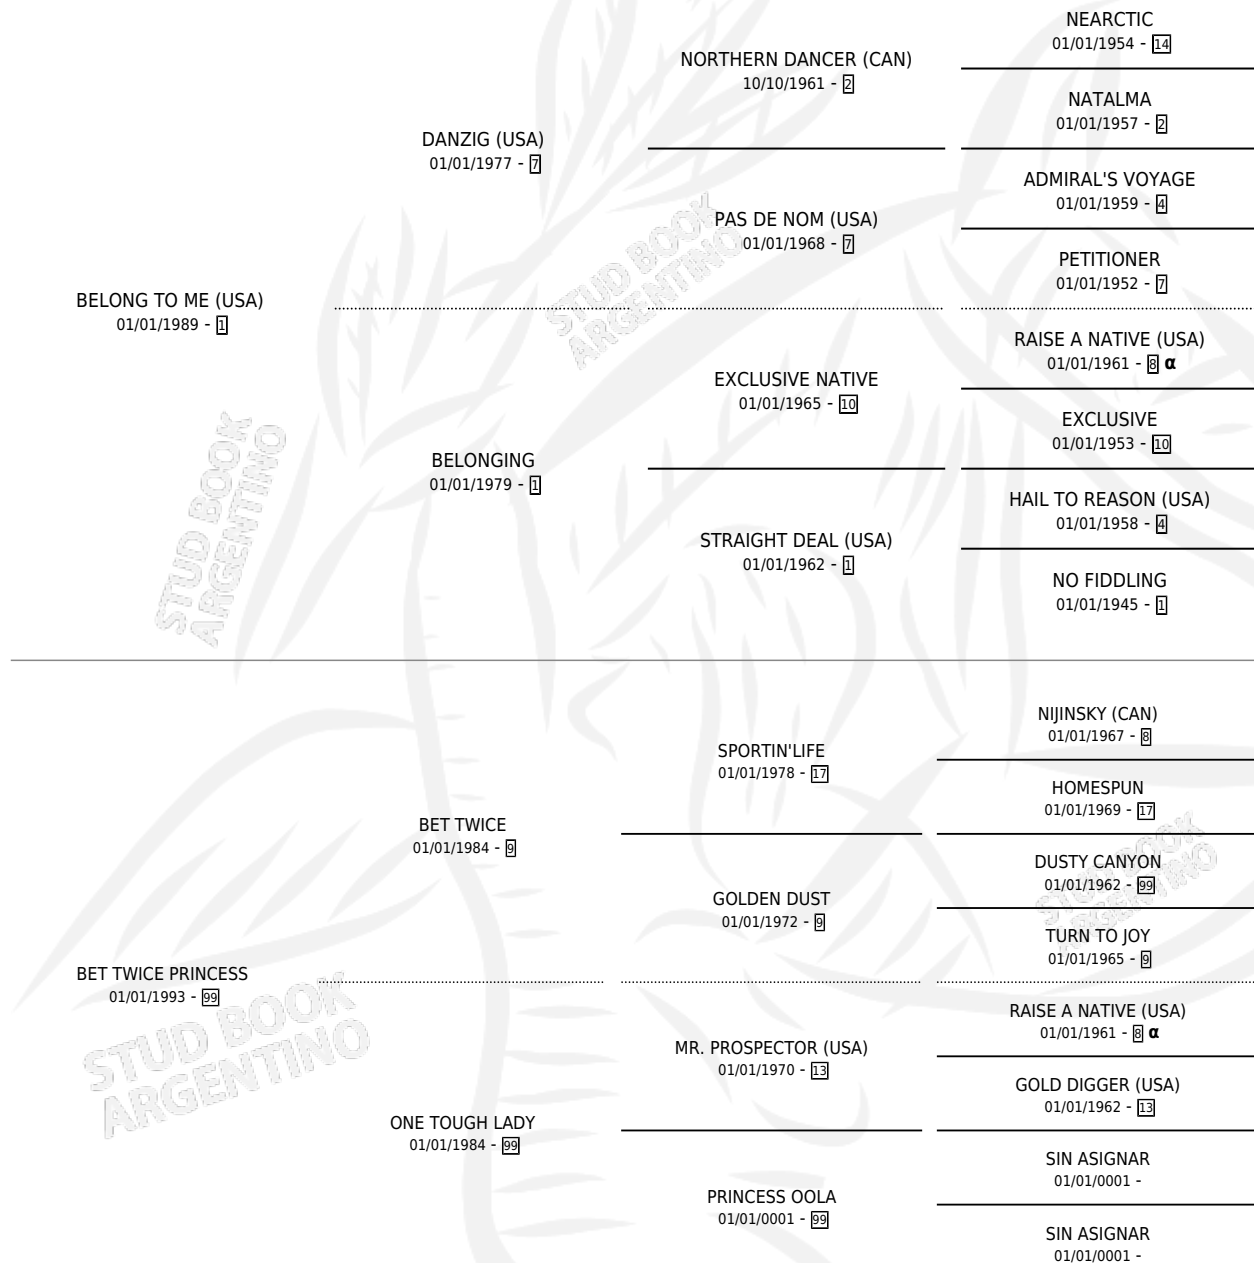 NEARCTIC
01/01/1954 - 14
NORTHERN DANCER (CAN)
10/10/1961 - 2
NATALMA
01/01/1957 - 2
DANZIG (USA)
01/01/1977 - 7
ADMIRAL'S VOYAGE
01/01/1959 - 4
PAS DE NOM (USA)
01/01/1968 - 7
PETITIONER
01/01/1952 - 7
BELONG TO ME (USA)
01/01/1989 - 1
RAISE A NATIVE (USA)
01/01/1961 - 8 α
EXCLUSIVE NATIVE
01/01/1965 - 10
EXCLUSIVE
01/01/1953 - 10
BELONGING
01/01/1979 - 1
HAIL TO REASON (USA)
01/01/1958 - 4
STRAIGHT DEAL (USA)
01/01/1962 - 1
NO FIDDLING
01/01/1945 - 1
NIJINSKY (CAN)
01/01/1967 - 8
SPORTIN'LIFE
01/01/1978 - 17
HOMESPUN
01/01/1969 - 17
BET TWICE
01/01/1984 - 9
DUSTY CANYON
01/01/1962 - 99
GOLDEN DUST
01/01/1972 - 9
TURN TO JOY
01/01/1965 - 9
BET TWICE PRINCESS
01/01/1993 - 99
RAISE A NATIVE (USA)
01/01/1961 - 8 α
MR. PROSPECTOR (USA)
01/01/1970 - 13
GOLD DIGGER (USA)
01/01/1962 - 13
ONE TOUGH LADY
01/01/1984 - 99
SIN ASIGNAR
01/01/0001 -
PRINCESS OOLA
01/01/0001 - 99
SIN ASIGNAR
01/01/0001 -
STUD BOOK
ARGENTINO
STUD BOOK
ARGENTINO
STUD BOOK
ARGENTINO
STUD BOOK
ARGENTINO